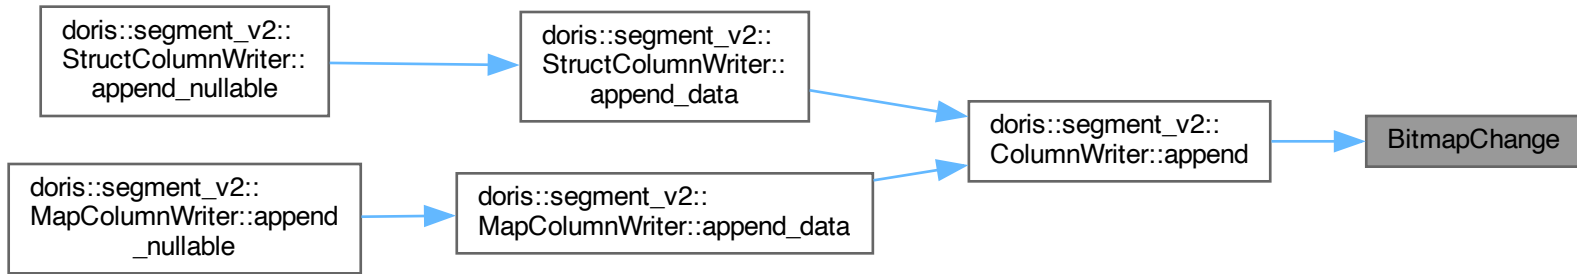 doris::segment_v2::
StructColumnWriter::
append_nullable
doris::segment_v2::
StructColumnWriter::
append_data
doris::segment_v2::
ColumnWriter::append
BitmapChange
doris::segment_v2::
MapColumnWriter::append
_nullable
doris::segment_v2::
MapColumnWriter::append_data